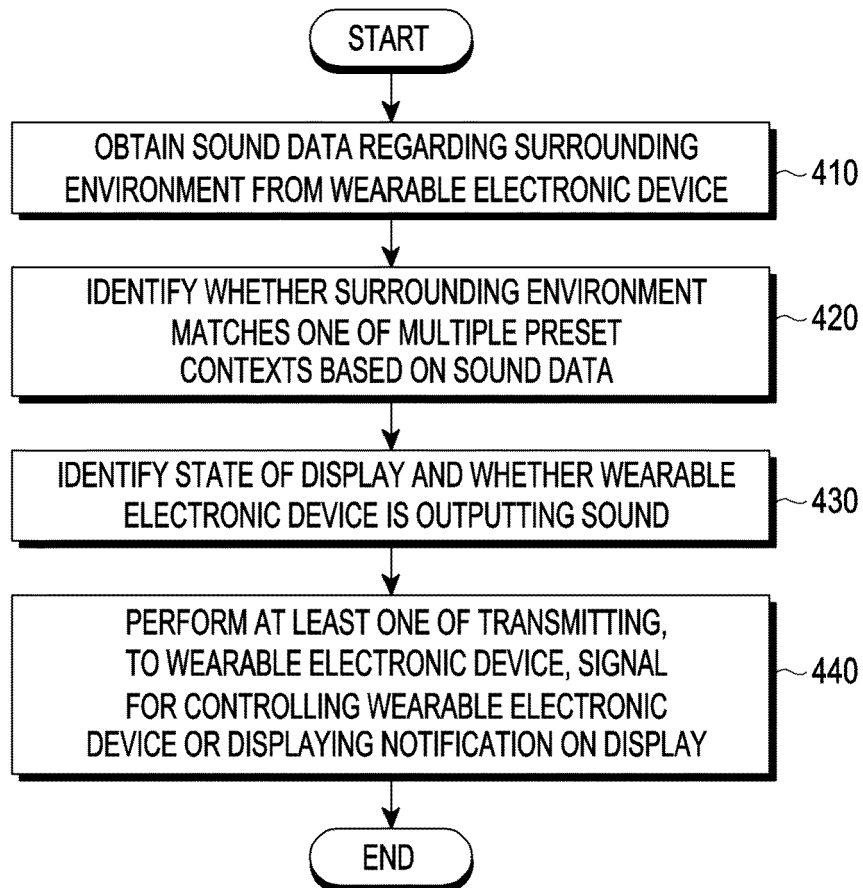 START
OBTAIN SOUND DATA REGARDING SURROUNDING
ENVIRONMENT FROM WEARABLE ELECTRONIC DEVICE
410
IDENTIFY WHETHER SURROUNDING ENVIRONMENT
MATCHES ONE OF MULTIPLE PRESET
CONTEXTS BASED ON SOUND DATA
420
IDENTIFY STATE OF DISPLAY AND WHETHER WEARABLE
ELECTRONIC DEVICE IS OUTPUTTING SOUND
430
PERFORM AT LEAST ONE OF TRANSMITTING,
TO WEARABLE ELECTRONIC DEVICE, SIGNAL
FOR CONTROLLING WEARABLE ELECTRONIC
DEVICE OR DISPLAYING NOTIFICATION ON DISPLAY
440
END